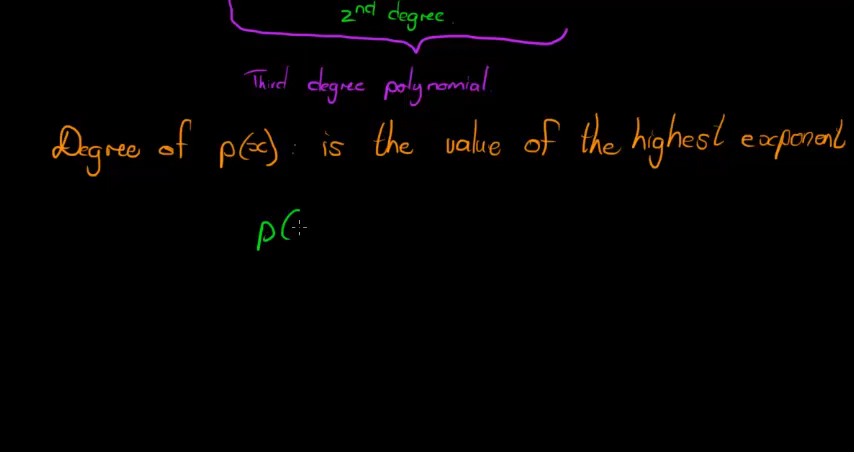 2nd degree.
Third degree polynomial
Degree of p(x): is the value of the highest exponent
p(